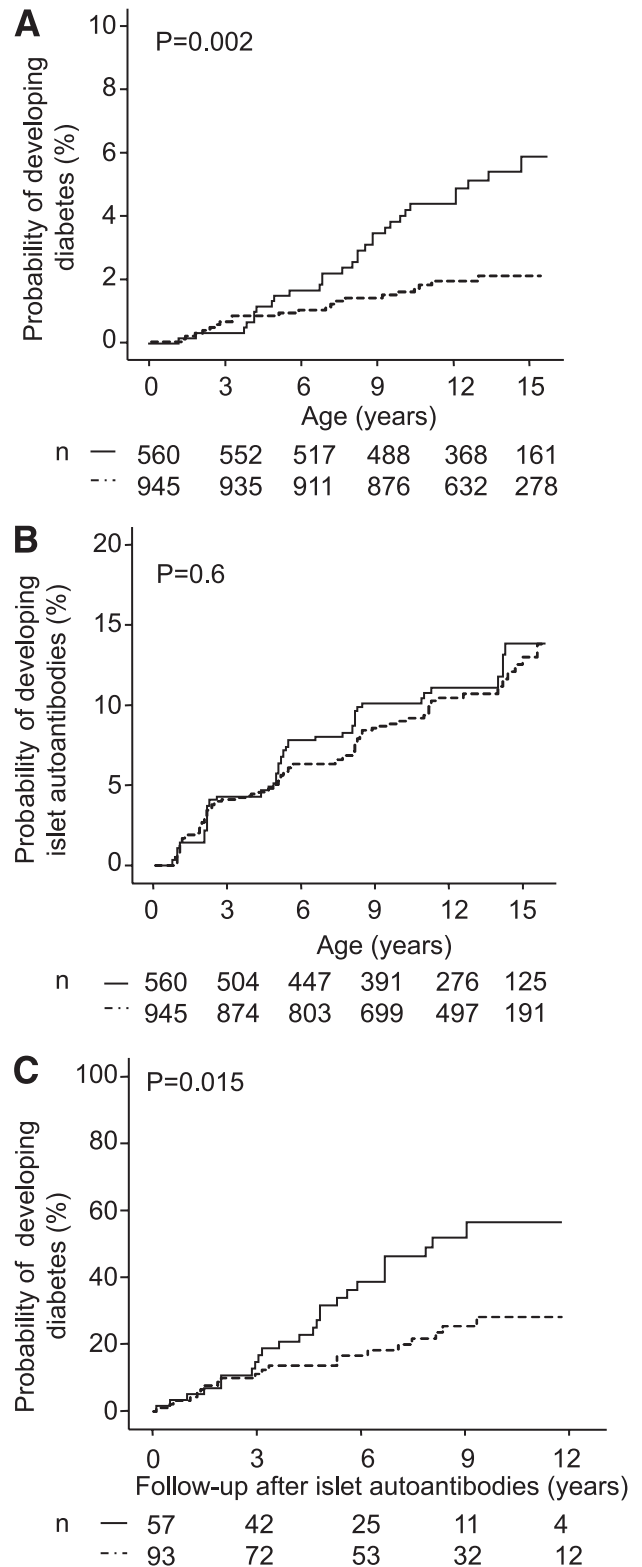 A
P=0.002
Probability of developing
diabetes (%)
10
8
6
4
2
0
0 3 6 9 12 15
Age (years)
n — 560 552 517 488 368 161
-·· 945 935 911 876 632 278
B
P=0.6
Probability of developing
islet autoantibodies (%)
20
15
10
5
0
0 3 6 9 12 15
Age (years)
n — 560 504 447 391 276 125
-·· 945 874 803 699 497 191
C
P=0.015
Probability of developing
diabetes (%)
100
80
60
40
20
0
0 3 6 9 12
Follow-up after islet autoantibodies (years)
n — 57 42 25 11 4
-·- 93 72 53 32 12